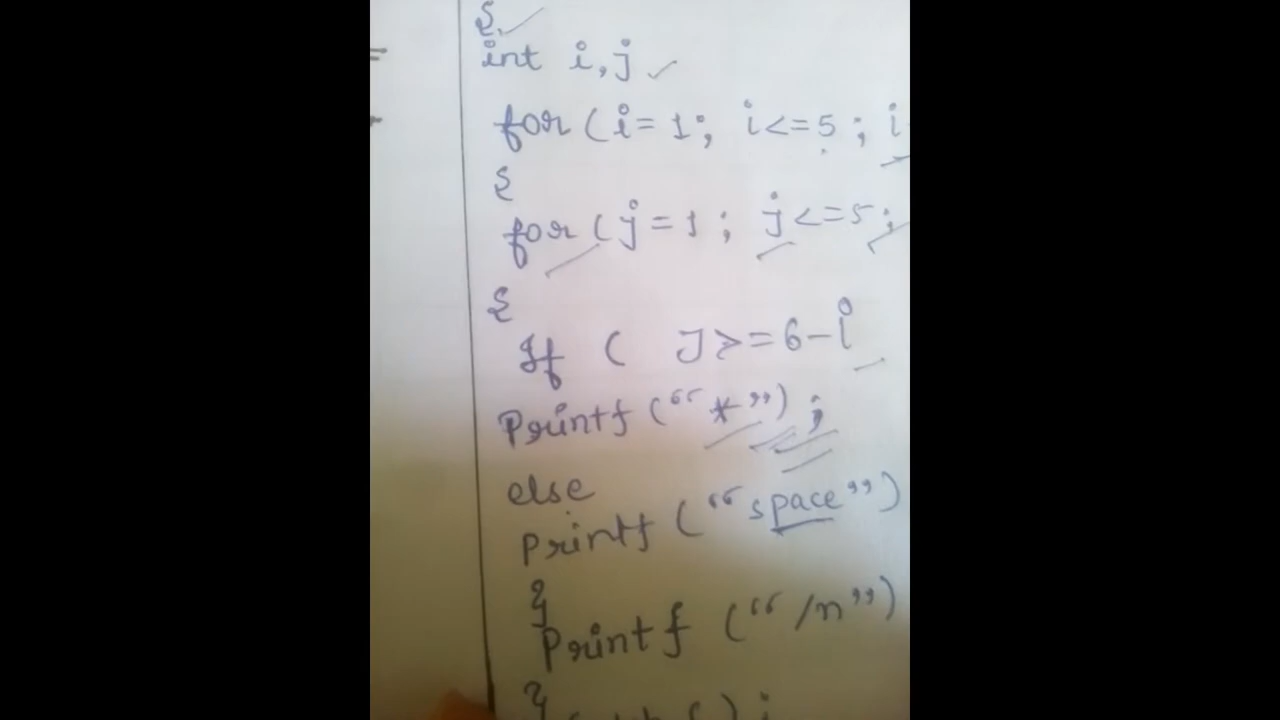 {
int i,j
for ( i = 1; i <= 5 ; i
{
for ( j = 1 ; j <= 5 ;
{
If ( J >= 6 - i
Printf (“ * ”) ;
else
printf (“ space ”)
}
Printf (“ /n ”)
}
( ) ;